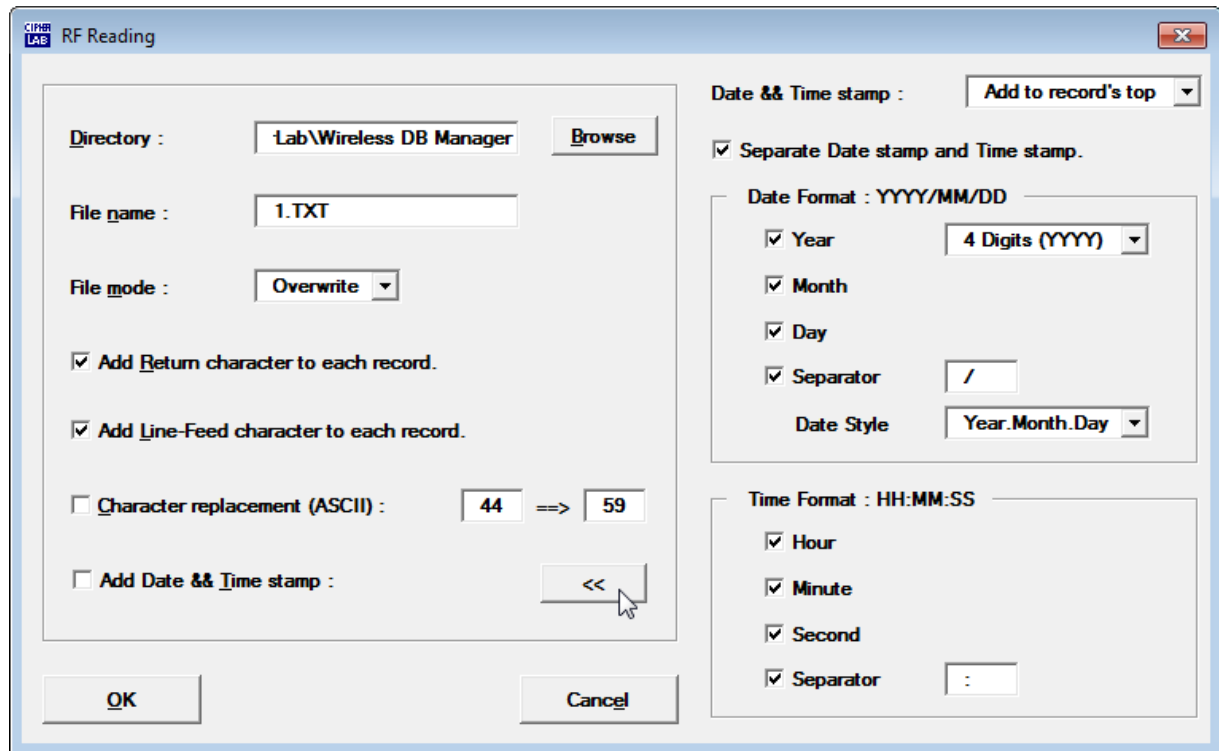 CIPHER LAB RF Reading
Directory : -Lab\Wireless DB Manager Browse
File name : 1.TXT
File mode : Overwrite
Add Return character to each record.
Add Line-Feed character to each record.
Character replacement (ASCII) : 44 ==> 59
Add Date && Time stamp : <<
OK Cancel
Date && Time stamp : Add to record's top
Separate Date stamp and Time stamp.
Date Format : YYYY/MM/DD
Year 4 Digits (YYYY)
Month
Day
Separator /
Date Style Year.Month.Day
Time Format : HH:MM:SS
Hour
Minute
Second
Separator :